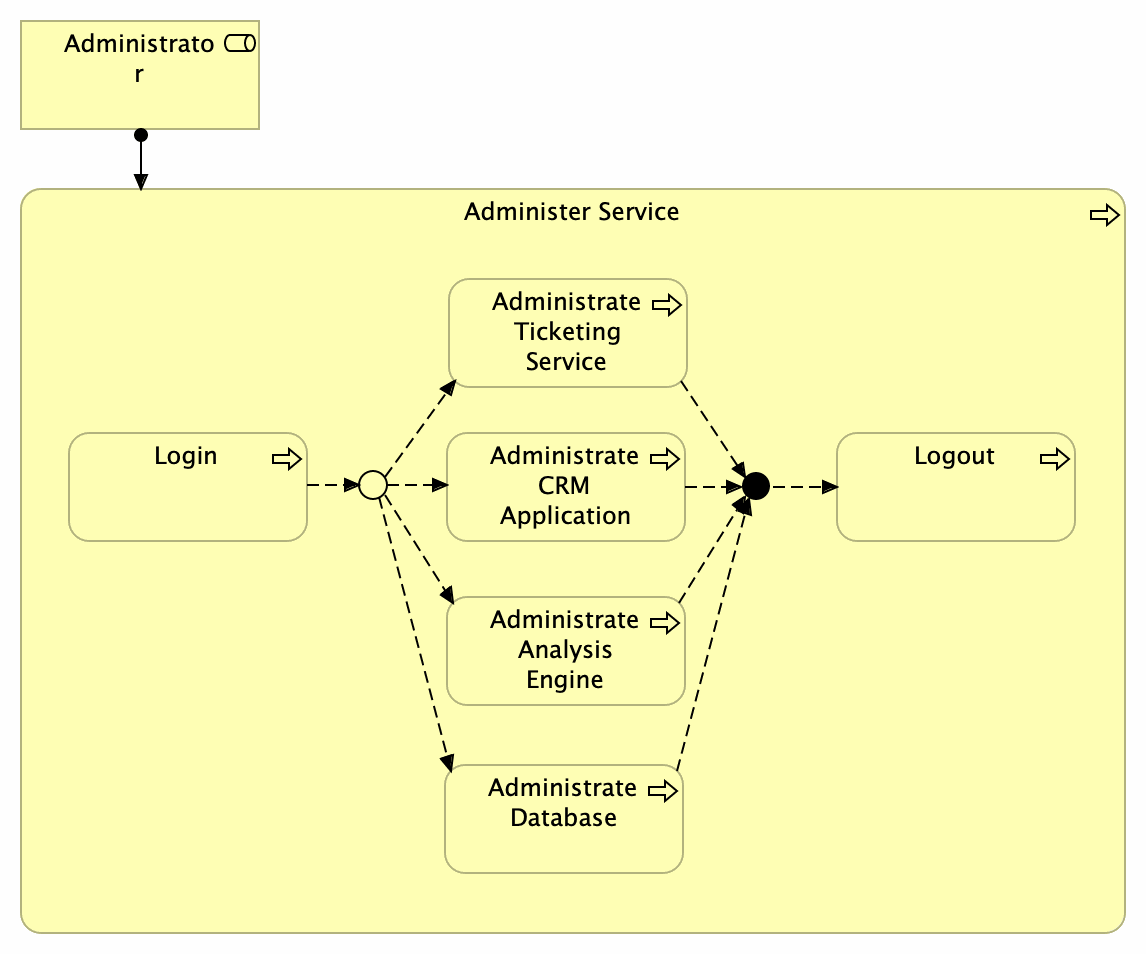 Administrato
r
Administer Service
Administrate
Ticketing
Service
Login
Administrate
CRM
Application
Logout
Administrate
Analysis
Engine
Administrate
Database